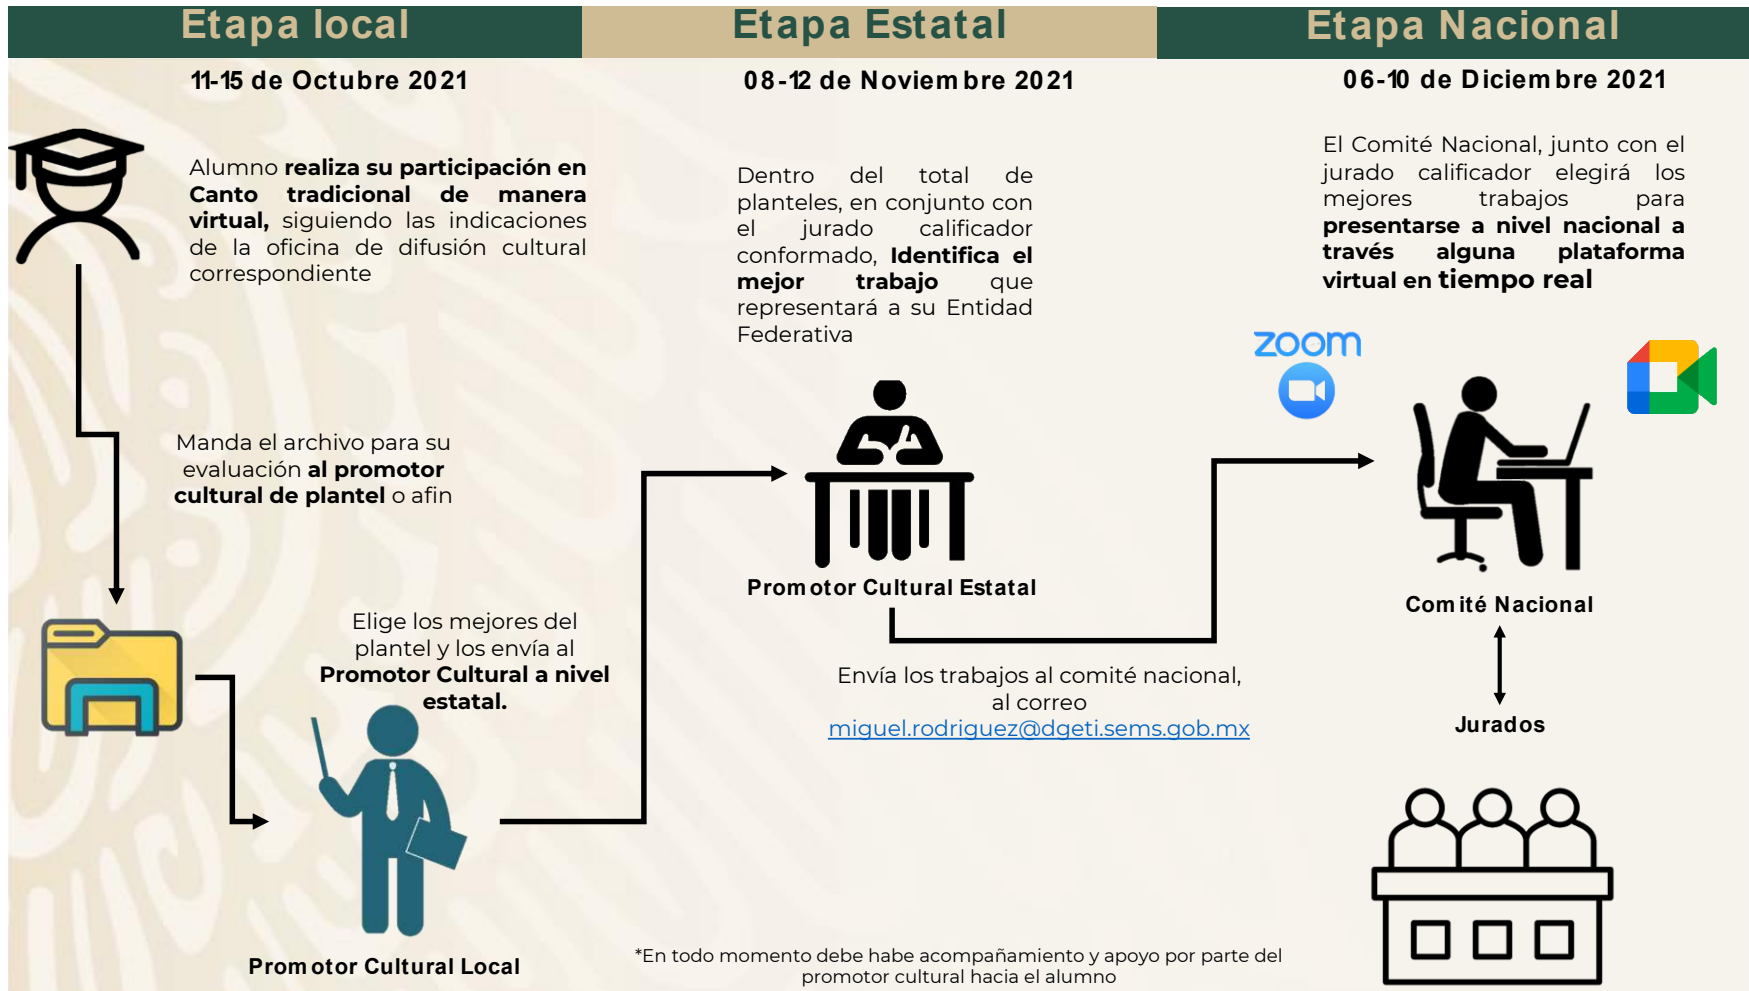 Etapa local
Etapa Estatal
Etapa Nacional
11-15 de Octubre 2021
08-12 de Noviembre 2021
06-10 de Diciembre 2021
Alumno realiza su participación en
Canto tradicional de manera
virtual, siguiendo las indicaciones
de la oficina de difusión cultural
correspondiente
Manda el archivo para su
evaluación al promotor
cultural de plantel o afin
Elige los mejores del
plantel y los envía al
Promotor Cultural a nivel
estatal.
Promotor Cultural Local
Dentro del total de
planteles, en conjunto con
el jurado calificador
conformado, Identifica el
mejor trabajo que
representará a su Entidad
Federativa
Promotor Cultural Estatal
Envía los trabajos al comité nacional,
al correo
miguel.rodriguez@dgeti.sems.gob.mx
El Comité Nacional, junto con el
jurado calificador elegirá los
mejores trabajos para
presentarse a nivel nacional a
través alguna plataforma
virtual en tiempo real
zoom
Comité Nacional
Jurados
*En todo momento debe habe acompañamiento y apoyo por parte del
promotor cultural hacia el alumno